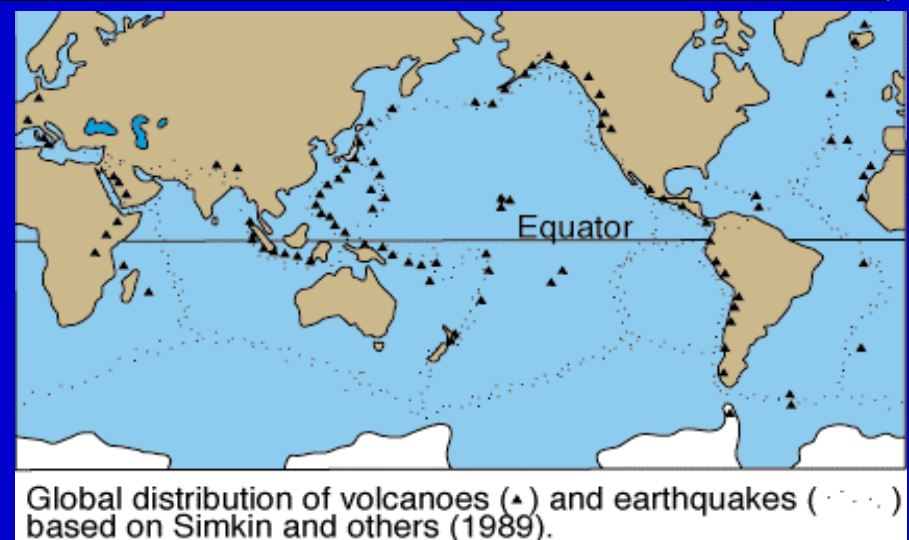 Equator
Global distribution of volcanoes (▲) and earthquakes (∙∙∙∙∙)
based on Simkin and others (1989).